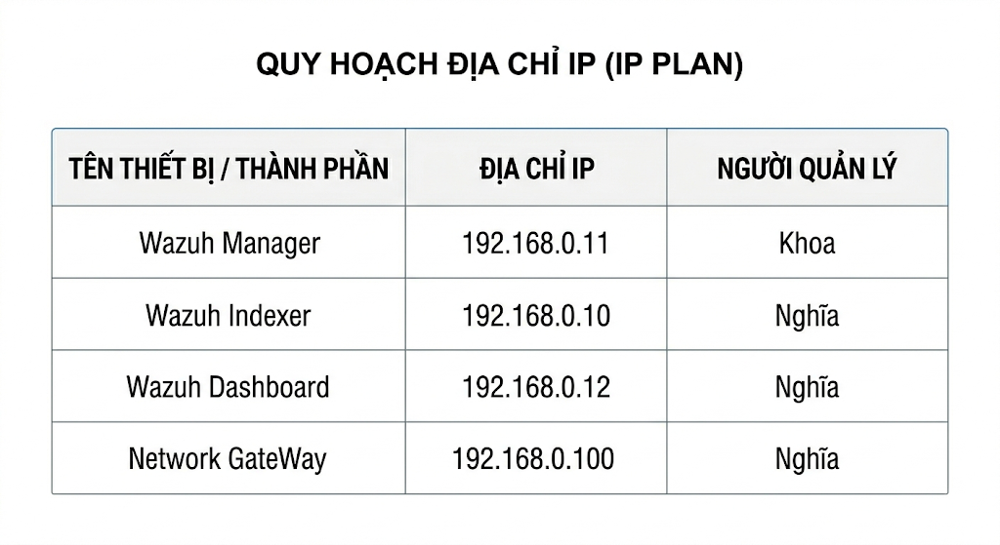 QUY HOẠCH ĐỊA CHỈ IP (IP PLAN)
TÊN THIẾT BỊ / THÀNH PHẦN ĐỊA CHỈ IP NGƯỜI QUẢN LÝ
Wazuh Manager 192.168.0.11 Khoa
Wazuh Indexer 192.168.0.10 Nghĩa
Wazuh Dashboard 192.168.0.12 Nghĩa
Network GateWay 192.168.0.100 Nghĩa